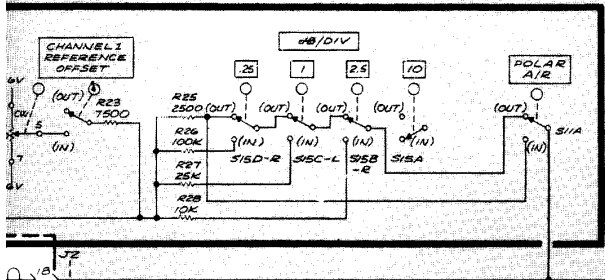 CHANNEL 1
REFERENCE
OFFSET
dB/DIV
.25
1
2.5
10
POLAR
A/R
6V
CW
5
7
6V
(OUT)
R23
7500
(IN)
R25
2500
(OUT)
(OUT)
(OUT)
(OUT)
(OUT)
R26
100K
(IN)
(IN)
(IN)
(IN)
(IN)
S15D-R
S15C-L
S15B
-R
S15A
S11A
R27
25K
R28
10K
J2
18